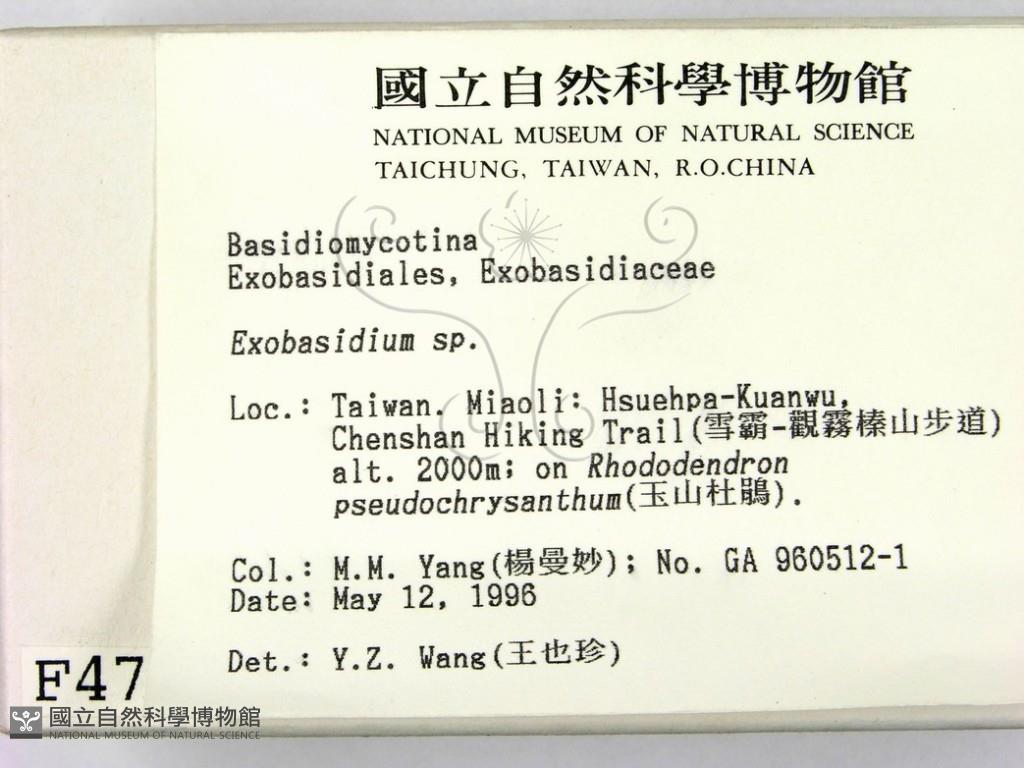 國立自然科學博物館
NATIONAL MUSEUM OF NATURAL SCIENCE
TAICHUNG, TAIWAN, R.O.CHINA
Basidiomycotina
Exobasidiales, Exobasidiaceae
Exobasidium sp.
Loc.: Taiwan. Miaoli: Hsuehpa-Kuanwu,
Chenshan Hiking Trail(雪霸-觀霧榛山步道)
alt. 2000m; on Rhododendron
pseudochrysanthum(玉山杜鵑).
Col.: M.M. Yang(楊曼妙); No. GA 960512-1
Date: May 12, 1996
Det.: Y.Z. Wang(王也珍)
F47
國立自然科學博物館
NATIONAL MUSEUM OF NATURAL SCIENCE